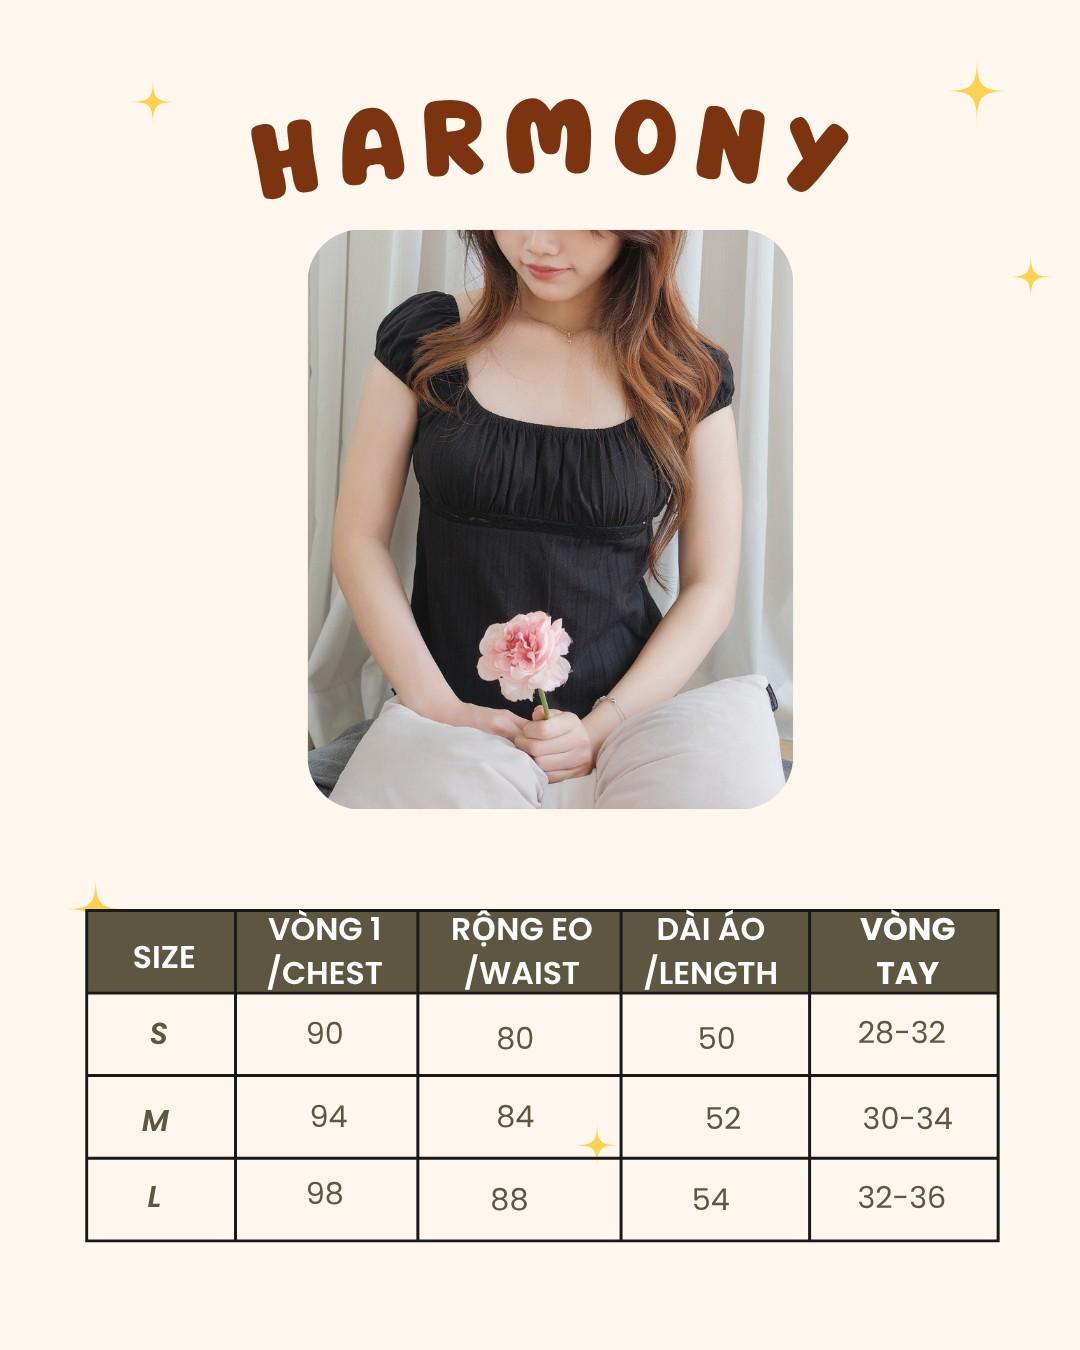 HARMONY
SIZE
VÒNG 1
/CHEST
RỘNG EO
/WAIST
DÀI ÁO
/LENGTH
VÒNG
TAY
S 90 80 50 28-32
M 94 84 52 30-34
L 98 88 54 32-36